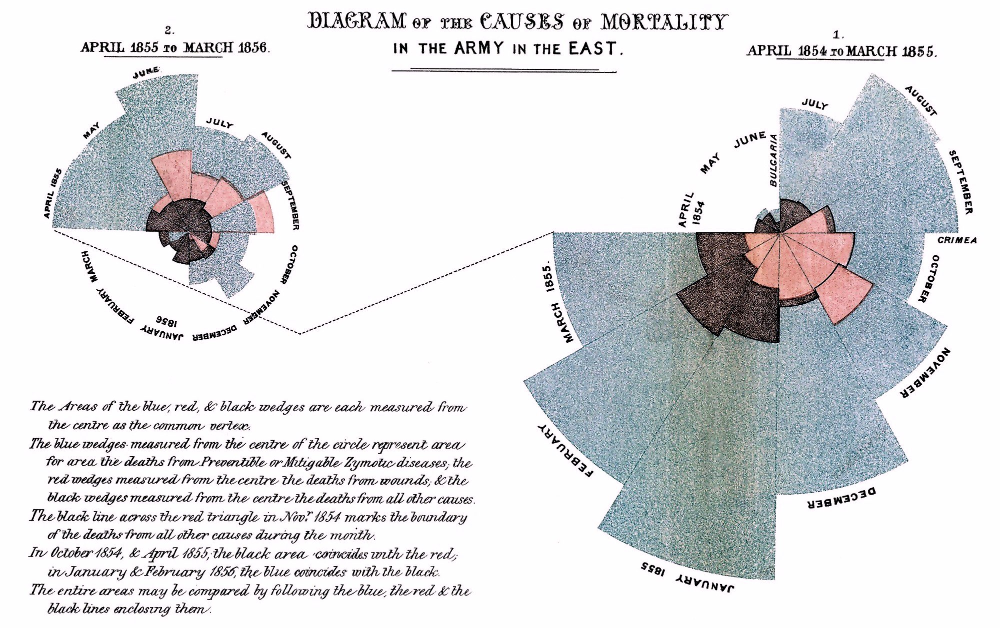 DIAGRAM OF THE CAUSES OF MORTALITY
IN THE ARMY IN THE EAST.
2.
APRIL 1855 TO MARCH 1856.
1.
APRIL 1854 TO MARCH 1855.
APRIL 1855
MAY
JUNE
JULY
AUGUST
SEPTEMBER
OCTOBER
NOVEMBER
DECEMBER
JANUARY
1856
FEBRUARY
MARCH
APRIL
1854
MAY
JUNE
BULGARIA
JULY
AUGUST
SEPTEMBER
CRIMEA
OCTOBER
NOVEMBER
DECEMBER
JANUARY 1855
FEBRUARY
MARCH 1855.
The Areas of the blue, red, & black wedges are each measured from
the centre as the common vertex.
The blue wedges measured from the centre of the circle represent area
for area the deaths from Preventible or Mitigable Zymotic diseases; the
red wedges measured from the centre the deaths from wounds; & the
black wedges measured from the centre the deaths from all other causes.
The black line across the red triangle in Novr. 1854 marks the boundary
of the deaths from all other causes during the month.
In October 1854, & April 1855, the black area coincides with the red;
in January & February 1856, the blue coincides with the black.
The entire areas may be compared by following the blue, the red & the
black lines enclosing them.